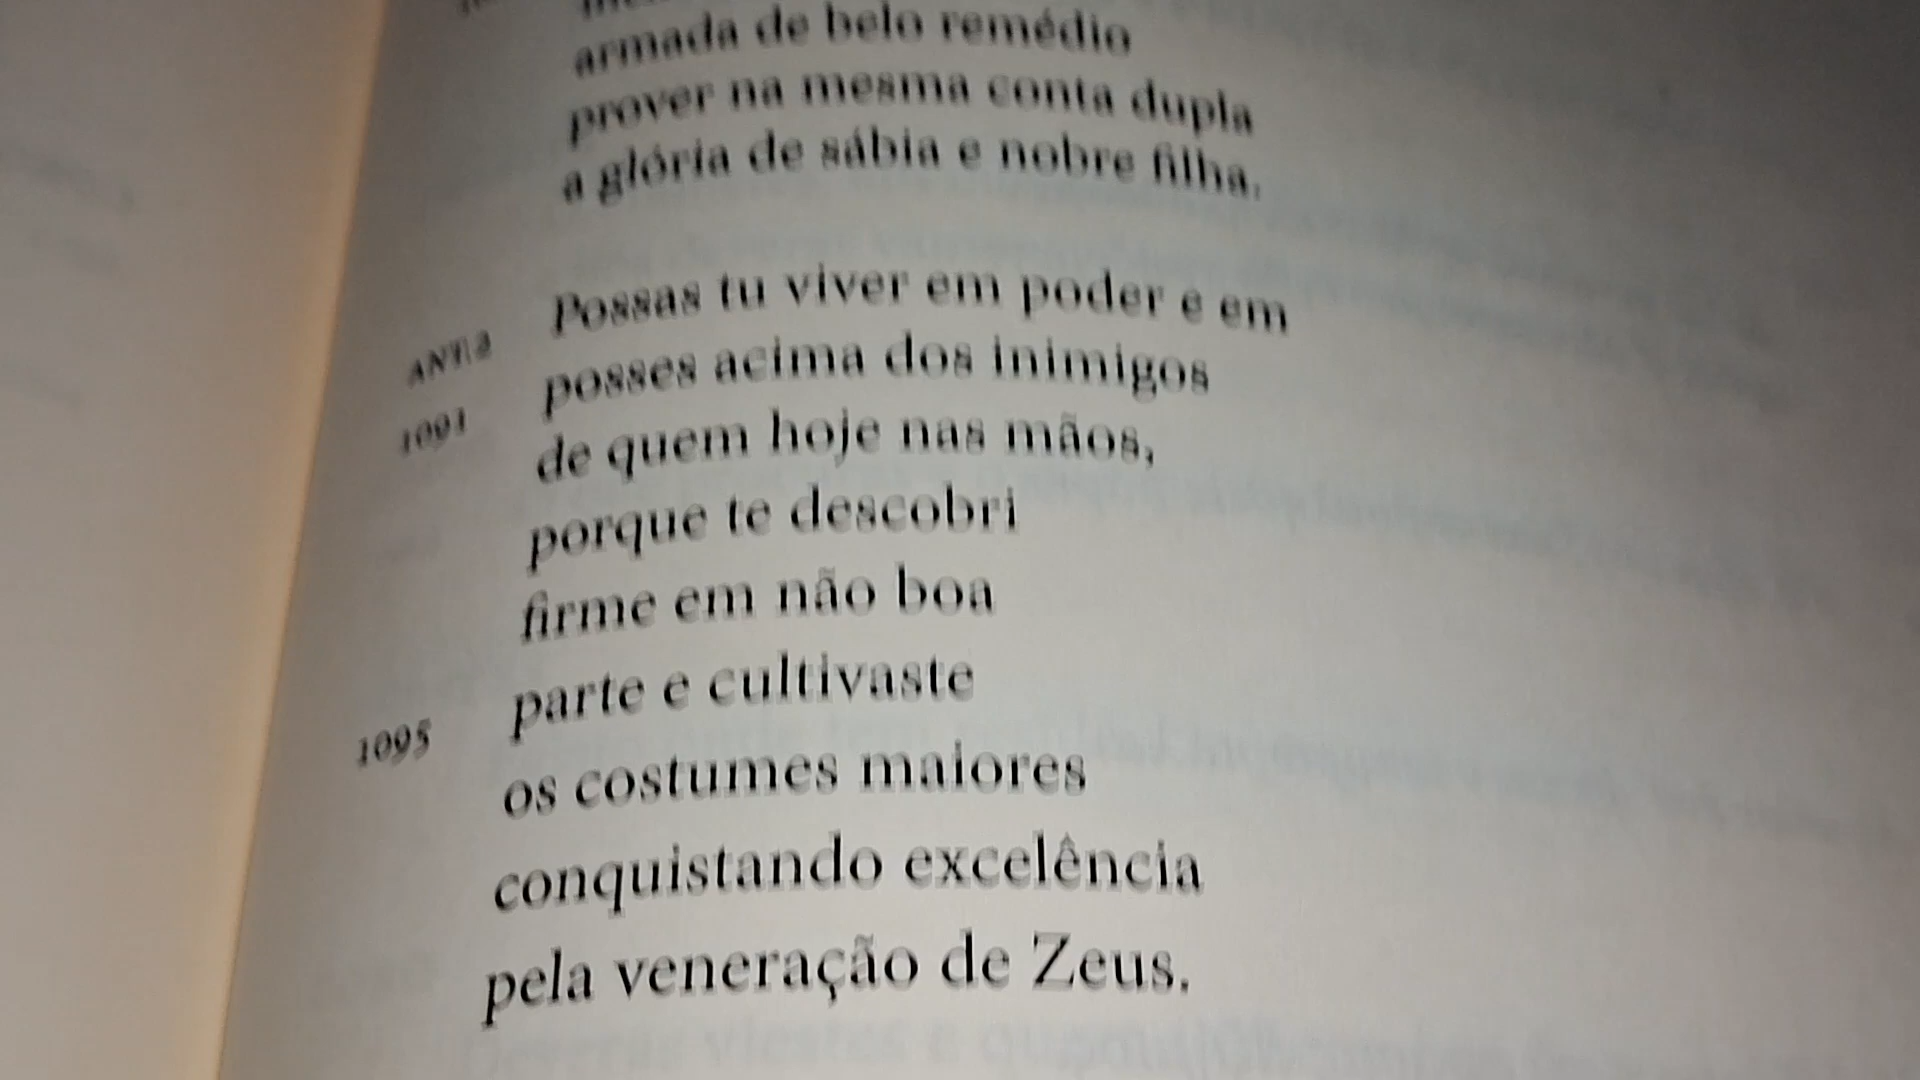 armada de belo remédio
prover na mesma conta dupla
a glória de sábia e nobre filha.
ANT. 2 Possas tu viver em poder e em
posses acima dos inimigos
1091 de quem hoje nas mãos,
porque te descobri
firme em não boa
parte e cultivaste
1095 os costumes maiores
conquistando excelência
pela veneração de Zeus.